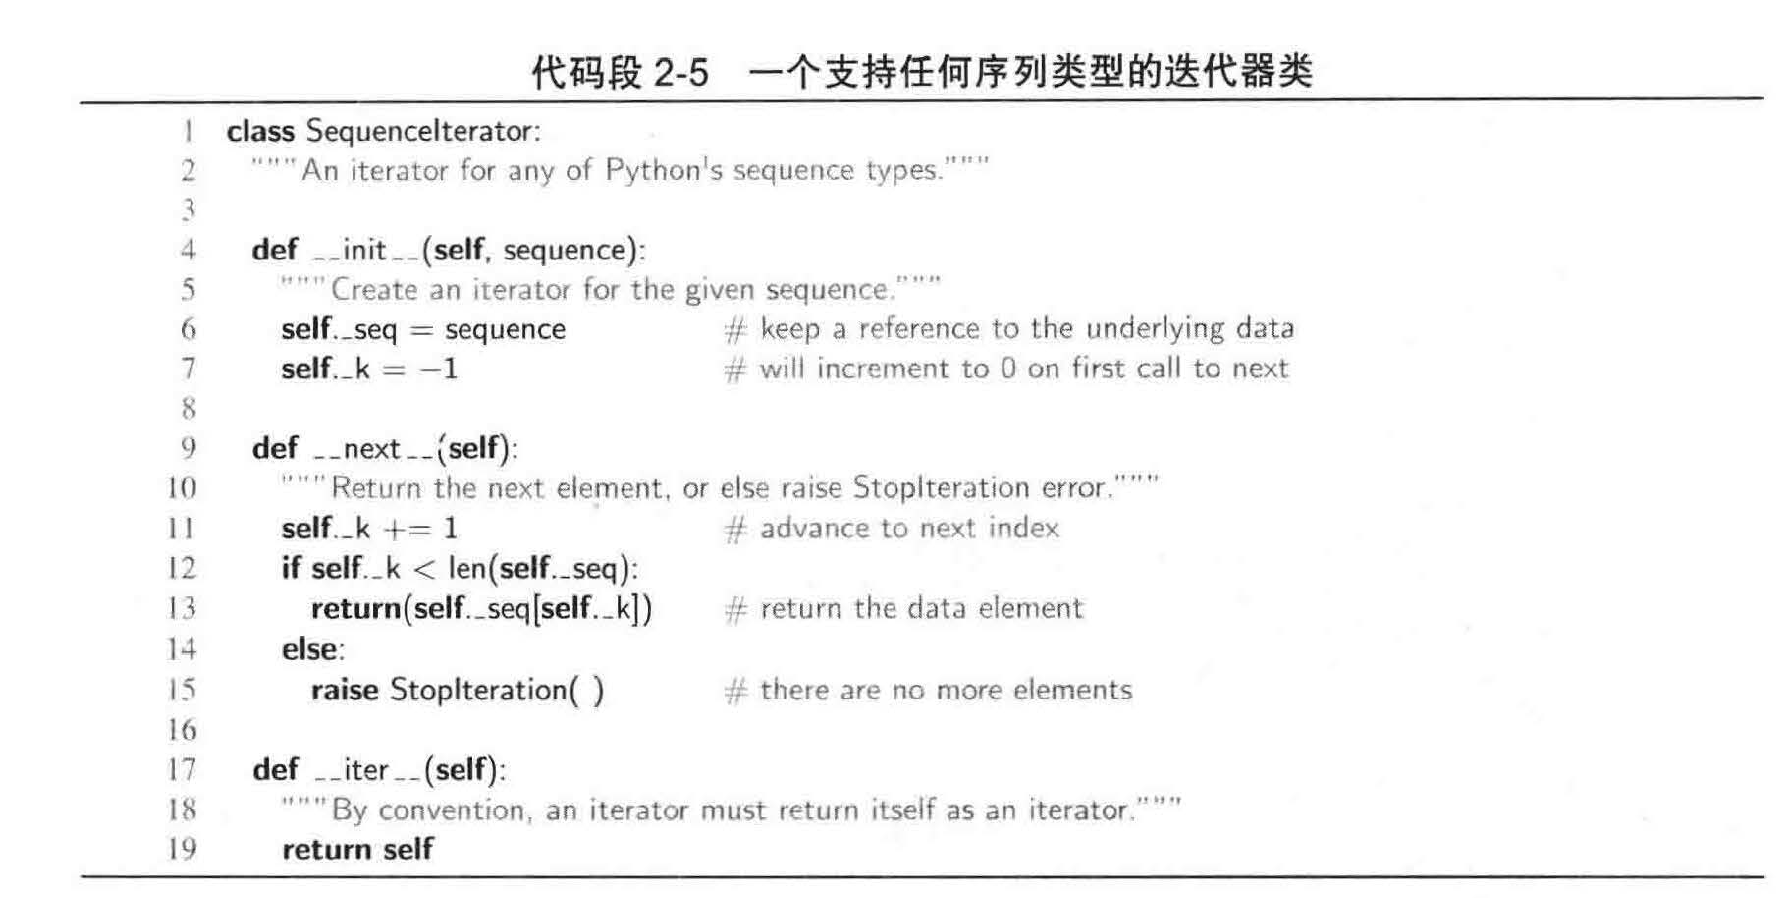 代码段 2-5 一个支持任何序列类型的迭代器类
1 class SequenceIterator:
2 """An iterator for any of Python's sequence types."""
3
4 def __init__(self, sequence):
5 """Create an iterator for the given sequence."""
6 self._seq = sequence # keep a reference to the underlying data
7 self._k = −1 # will increment to 0 on first call to next
8
9 def __next__(self):
10 """Return the next element, or else raise StopIteration error."""
11 self._k += 1 # advance to next index
12 if self._k < len(self._seq):
13 return(self._seq[self._k]) # return the data element
14 else:
15 raise StopIteration( ) # there are no more elements
16
17 def __iter__(self):
18 """By convention, an iterator must return itself as an iterator."""
19 return self